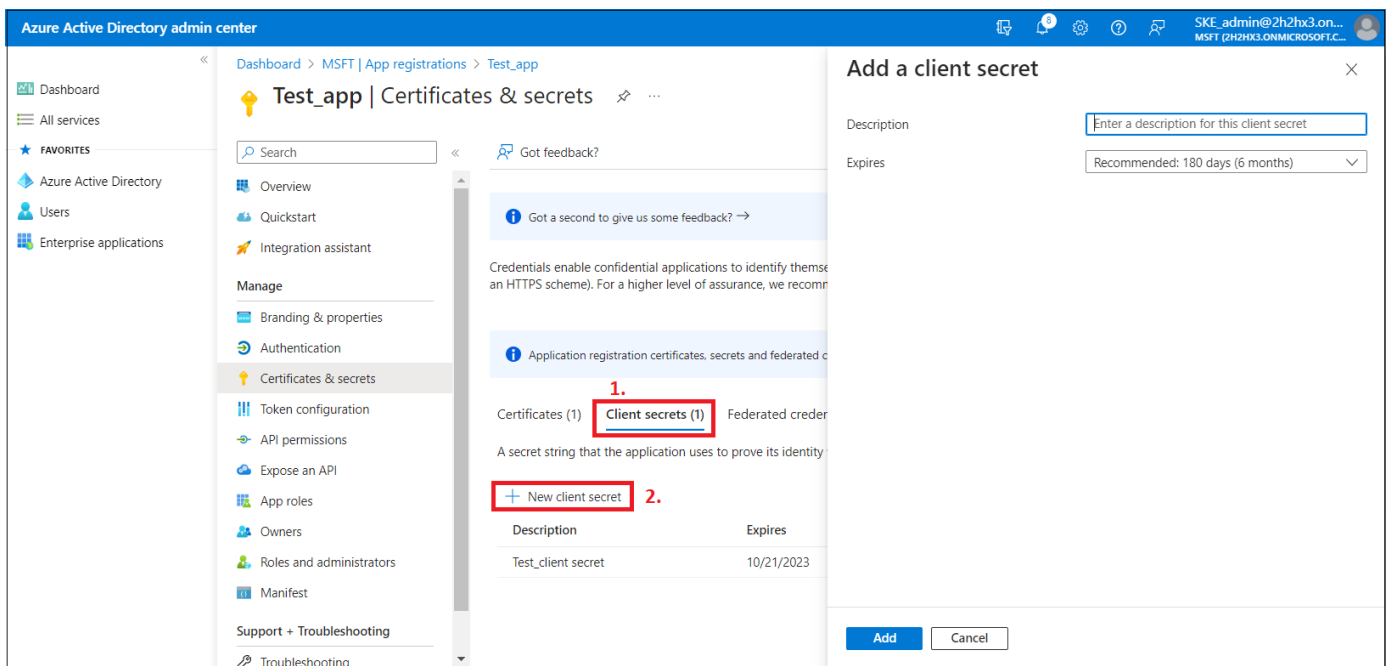 Azure Active Directory admin center
8
SKE_admin@2h2hx3.on...
MSFT (2H2HX3.ONMICROSOFT.C...
Dashboard
All services
FAVORITES
Azure Active Directory
Users
Enterprise applications
Dashboard > MSFT | App registrations > Test_app
Test_app | Certificates & secrets
Search
Overview
Quickstart
Integration assistant
Manage
Branding & properties
Authentication
Certificates & secrets
Token configuration
API permissions
Expose an API
App roles
Owners
Roles and administrators
Manifest
Support + Troubleshooting
Troubleshooting
Got feedback?
Got a second to give us some feedback?
Credentials enable confidential applications to identify themse
an HTTPS scheme). For a higher level of assurance, we recomm
Application registration certificates, secrets and federated c
1.
Certificates (1) Client secrets (1) Federated creder
A secret string that the application uses to prove its identity
New client secret 2.
Description Expires
Test_client secret 10/21/2023
Add a client secret
Description Enter a description for this client secret
Expires Recommended: 180 days (6 months)
Add Cancel